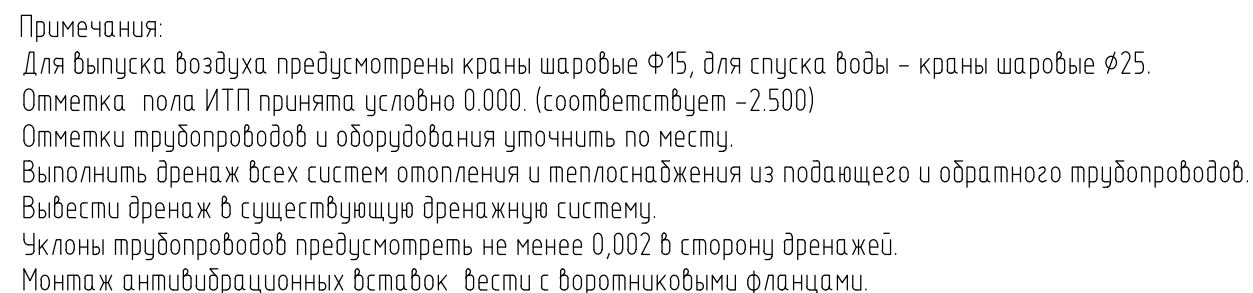 Примечания:
Для выпуска воздуха предусмотрены краны шаровые Ф15, для спуска воды – краны шаровые ⌀25.
Отметка пола ИТП принята условно 0.000. (соответствует –2.500)
Отметки трубопроводов и оборудования уточнить по месту.
Выполнить дренаж всех систем отопления и теплоснабжения из подающего и обратного трубопроводов.
Вывести дренаж в существующую дренажную систему.
Уклоны трубопроводов предусмотреть не менее 0,002 в сторону дренажей.
Монтаж антивибрационных вставок вести с воротниковыми фланцами.